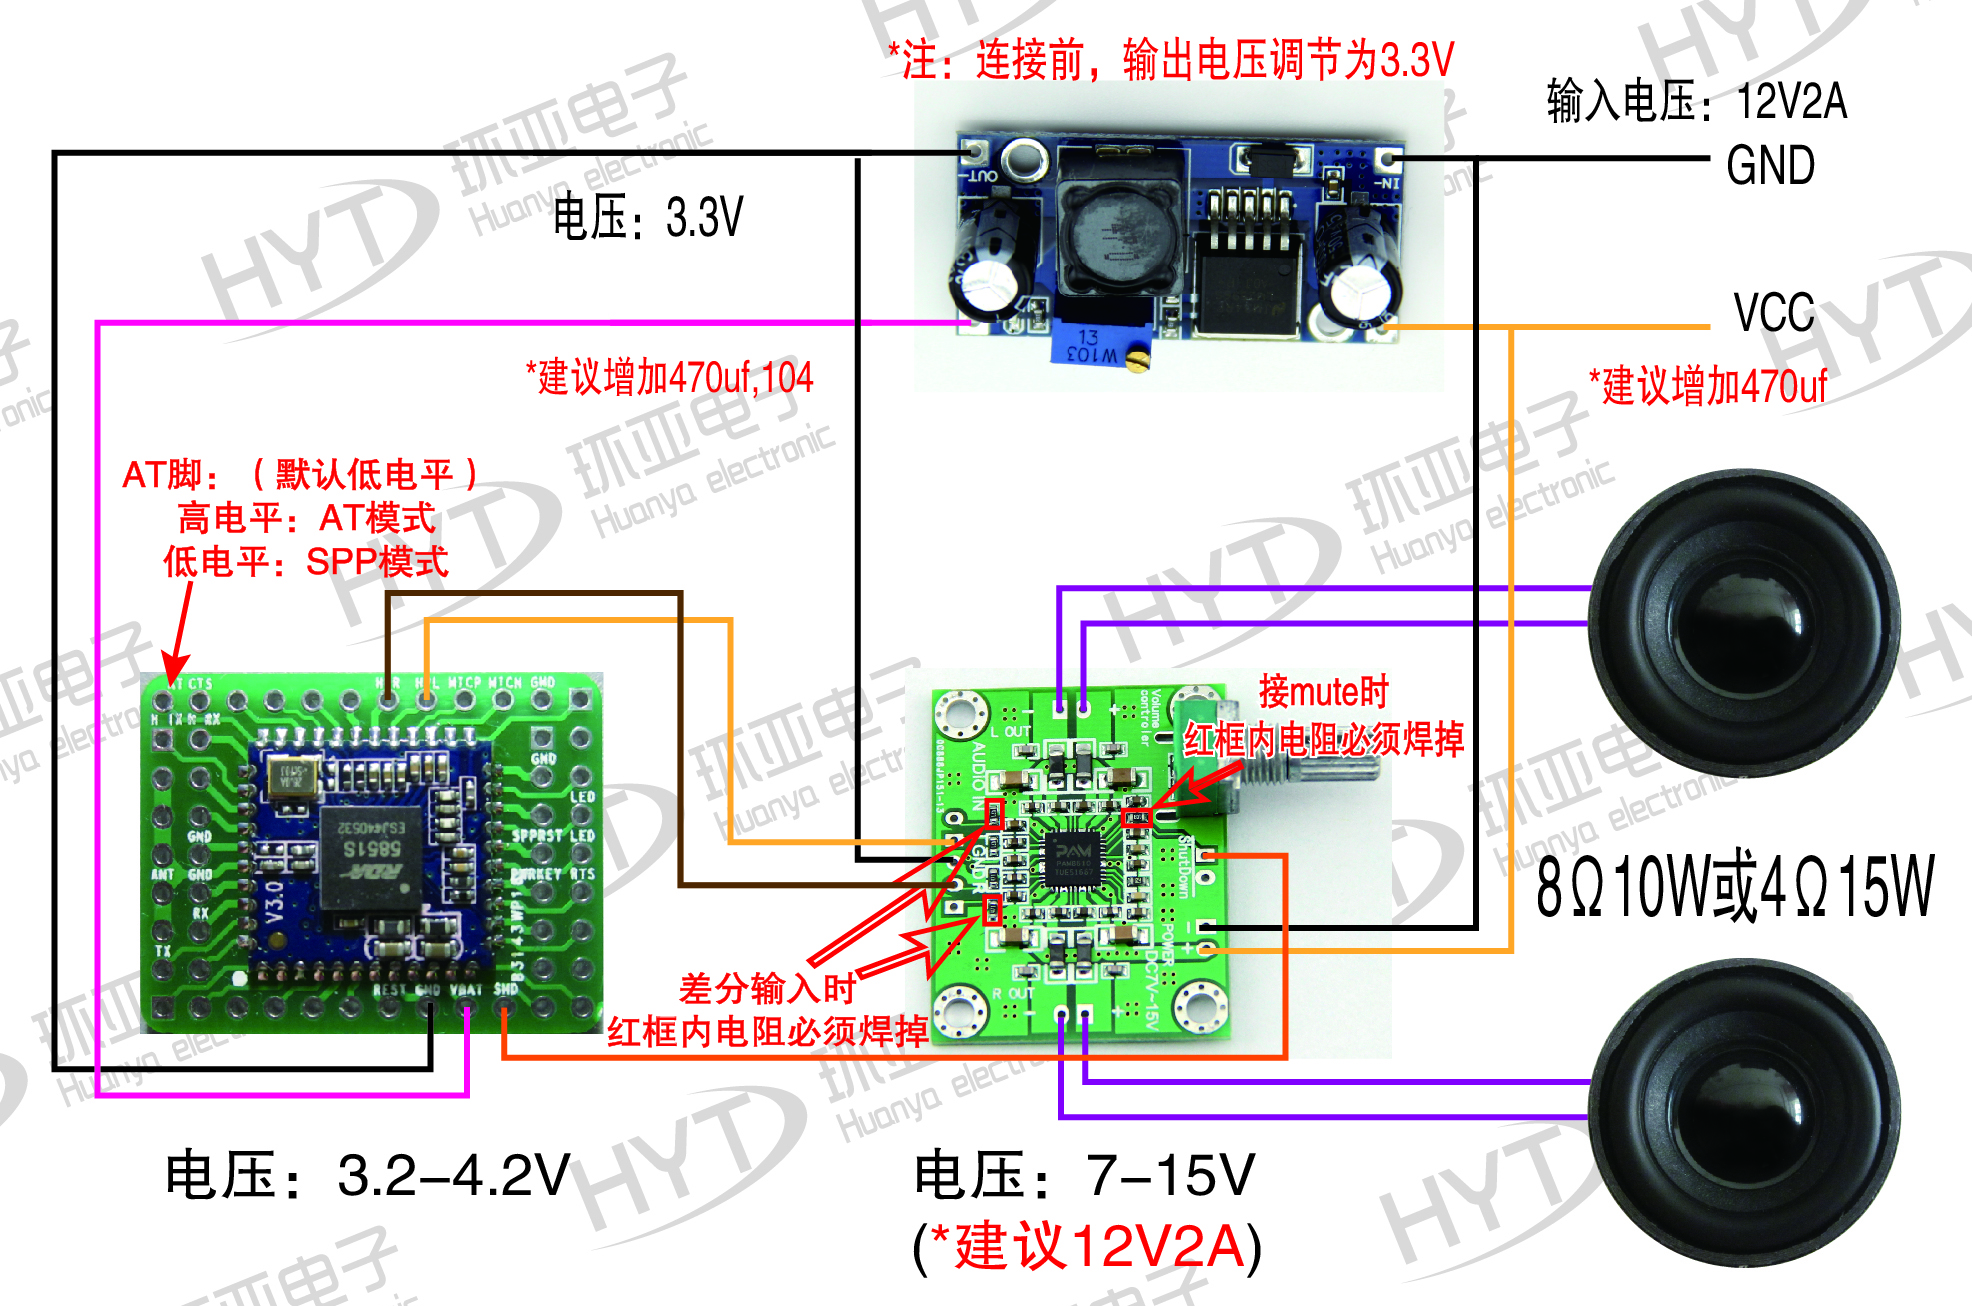 *注：连接前，输出电压调节为3.3V
输入电压：12V2A
GND
电压：3.3V
OUT-
IN-
VCC
13
W103
*建议增加470uf,104
*建议增加470uf
AT脚：（默认低电平）
高电平：AT模式
低电平：SPP模式
CTS
MICP
MICN
GND
TX
RX
GND
LED
GND
SPPRST
LED
ANT
GND
PWRKEY
RTS
RX
TX
RDA
5851S
ESJ440532
V3.0
REST
GND
VBAT
SHD
接mute时
红框内电阻必须焊掉
Volume
controler
L OUT
AUDIO IN
PAM
PAM8610
ShutDown
POWER
DC7V~15V
R OUT
差分输入时
红框内电阻必须焊掉
8Ω10W或4Ω15W
电压：3.2-4.2V
电压：7-15V
(*建议12V2A)
HYT
环亚电子
Huanya electronic